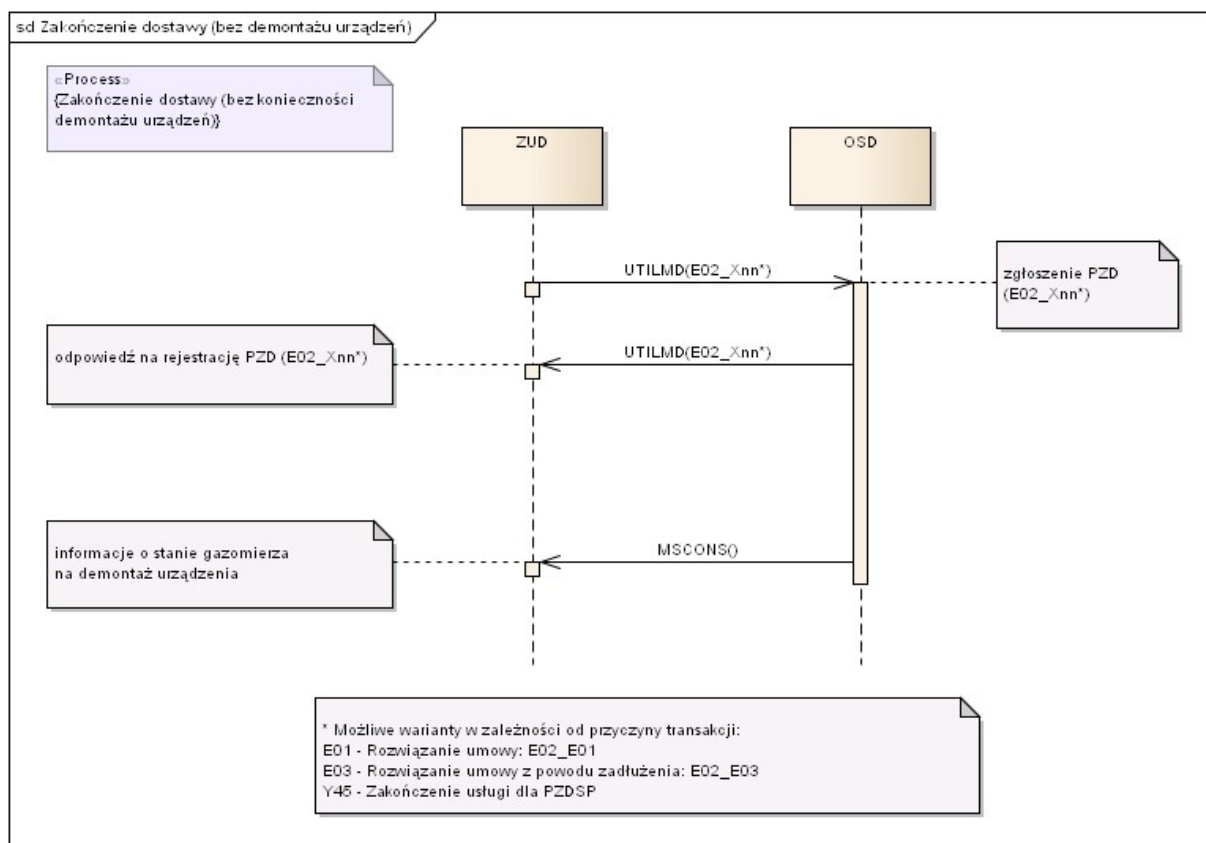 sd Zakończenie dostawy (bez demontażu urządzeń)
«Process»
{Zakończenie dostawy (bez konieczności
demontażu urządzeń)}
ZUD
OSD
UTILMD(E02_Xnn*)
zgłoszenie PZD
(E02_Xnn*)
odpowiedź na rejestrację PZD (E02_Xnn*)
UTILMD(E02_Xnn*)
informacje o stanie gazomierza
na demontaż urządzenia
MSCONS()
* Możliwe warianty w zależności od przyczyny transakcji:
E01 - Rozwiązanie umowy: E02_E01
E03 - Rozwiązanie umowy z powodu zadłużenia: E02_E03
Y45 - Zakończenie usługi dla PZDSP